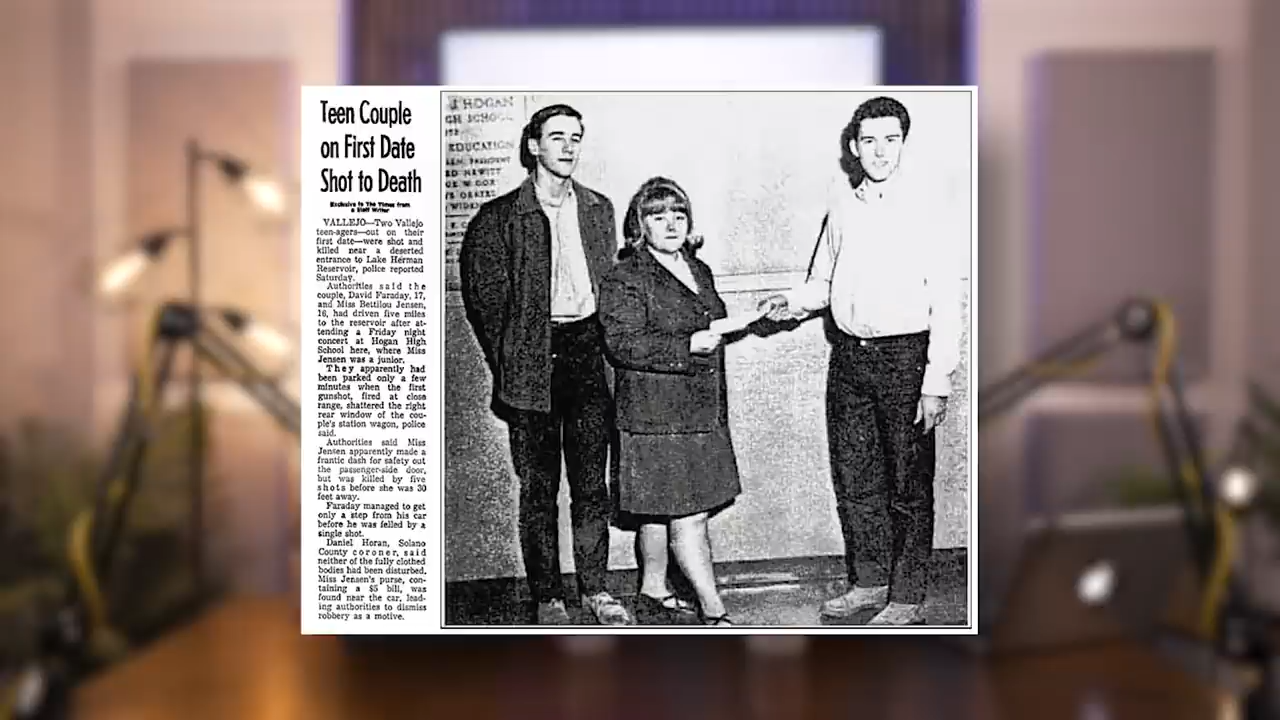 Teen Couple
on First Date
Shot to Death
Exclusive to The Times from
a Staff Writer
VALLEJO—Two Vallejo
teen-agers—out on their
first date—were shot and
killed near a deserted
entrance to Lake Herman
Reservoir, police reported
Saturday.
Authorities said the
couple, David Faraday, 17,
and Miss Bettilou Jensen,
16, had driven five miles
to the reservoir after at-
tending a Friday night
concert at Hogan High
School here, where Miss
Jensen was a junior.
They apparently had
been parked only a few
minutes when the first
gunshot, fired at close
range, shattered the right
rear window of the cou-
ple's station wagon, police
said.
Authorities said Miss
Jensen apparently made a
frantic dash for safety out
the passenger-side door,
but was killed by five
shots before she was 30
feet away.
Faraday managed to get
only a step from his car
before he was felled by a
single shot.
Daniel Horan, Solano
County coroner, said
neither of the fully clothed
bodies had been disturbed.
Miss Jensen's purse, con-
taining a $5 bill, was
found near the car, lead-
ing authorities to dismiss
robbery as a motive.
HOGAN
GH SCHOOL
EDUCATION
PRESIDENT
HEWITT